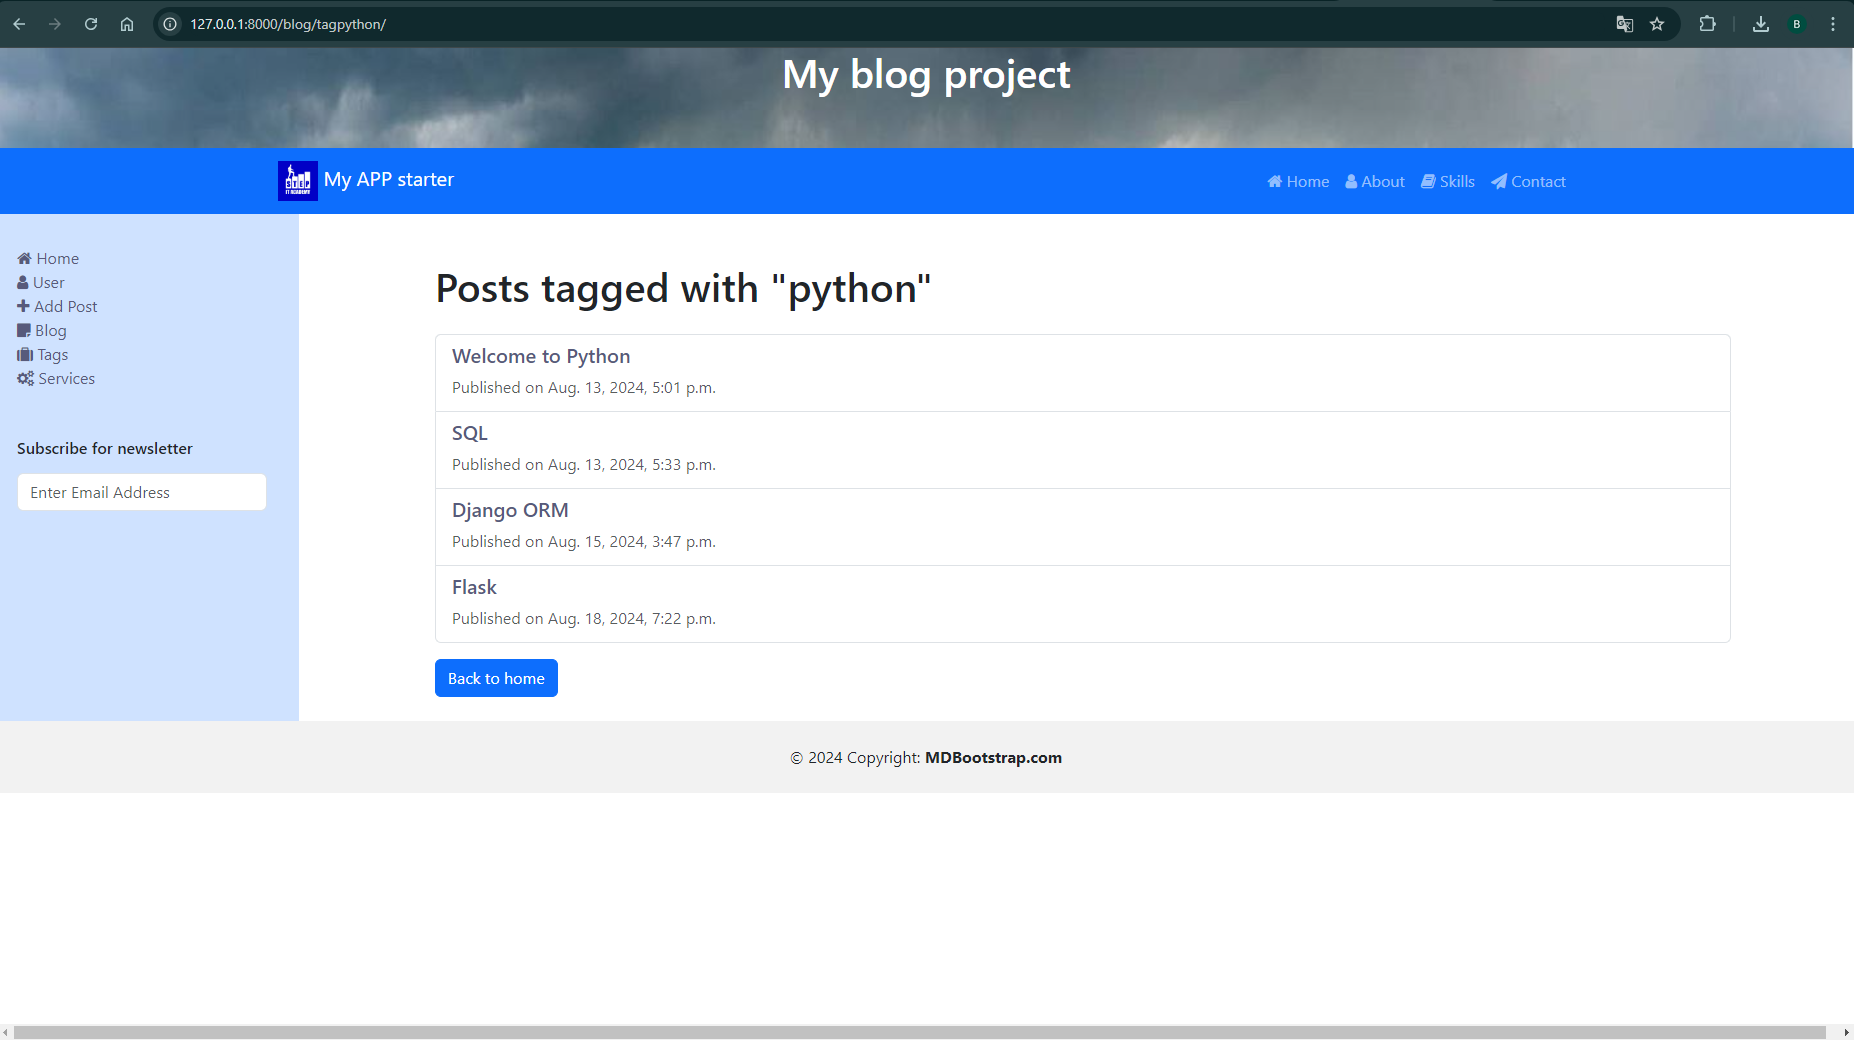 127.0.0.1:8000/blog/tagpython/
B
My blog project
STEP
IT ACADEMY
My APP starter
Home
About
Skills
Contact
Home
User
Add Post
Blog
Tags
Services
Subscribe for newsletter
Enter Email Address
Posts tagged with "python"
Welcome to Python
Published on Aug. 13, 2024, 5:01 p.m.
SQL
Published on Aug. 13, 2024, 5:33 p.m.
Django ORM
Published on Aug. 15, 2024, 3:47 p.m.
Flask
Published on Aug. 18, 2024, 7:22 p.m.
Back to home
© 2024 Copyright: MDBootstrap.com